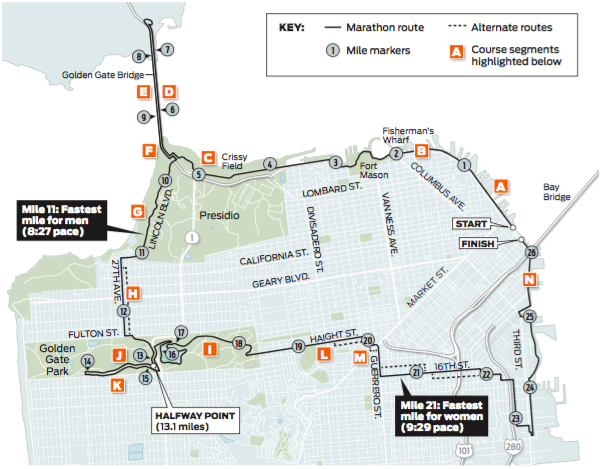 KEY:
Marathon route
Alternate routes
1
Mile markers
A
Course segments
highlighted below
8
7
Golden Gate Bridge
E
D
9
6
F
C
Crissy
Field
5
4
3
Fort
Mason
Fisherman's
Wharf
2
B
1
A
COLUMBUS AVE.
Bay
Bridge
LOMBARD ST.
10
G
LINCOLN BLVD.
Presidio
1
Mile 11: Fastest
mile for men
(8:27 pace)
11
DIVISADERO ST.
VAN NESS AVE.
START
FINISH
26
CALIFORNIA ST.
GEARY BLVD.
MARKET ST.
27TH AVE.
H
12
N
25
THIRD ST.
FULTON ST.
17
18
I
16
13
J
Golden
Gate
Park
14
K
15
HAIGHT ST.
19
20
L
M
GUERRERO ST.
21
16TH ST.
22
24
23
HALFWAY POINT
(13.1 miles)
Mile 21: Fastest
mile for women
(9:29 pace)
101
280